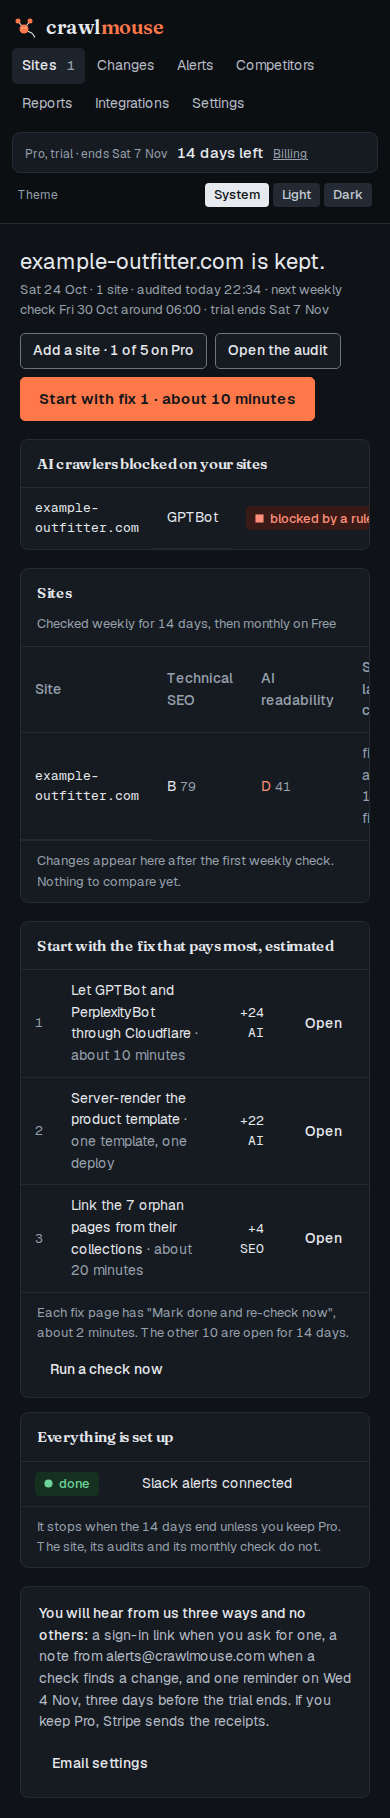 crawlmouse
Sites 1 Changes Alerts Competitors
Reports Integrations Settings
Pro, trial · ends Sat 7 Nov 14 days left Billing
Theme System Light Dark
example-outfitter.com is kept.
Sat 24 Oct · 1 site · audited today 22:34 · next weekly
check Fri 30 Oct around 06:00 · trial ends Sat 7 Nov
Add a site · 1 of 5 on Pro Open the audit
Start with fix 1 · about 10 minutes
AI crawlers blocked on your sites
example-
outfitter.com GPTBot blocked by a rule
Sites
Checked weekly for 14 days, then monthly on Free
Site Technical
SEO AI
readability
example-
outfitter.com B 79 D 41
Changes appear here after the first weekly check.
Nothing to compare yet.
Start with the fix that pays most, estimated
1 Let GPTBot and
PerplexityBot
through Cloudflare ·
about 10 minutes +24
AI Open
2 Server-render the
product template ·
one template, one
deploy +22
AI Open
3 Link the 7 orphan
pages from their
collections · about
20 minutes +4
SEO Open
Each fix page has "Mark done and re-check now",
about 2 minutes. The other 10 are open for 14 days.
Run a check now
Everything is set up
done Slack alerts connected
It stops when the 14 days end unless you keep Pro.
The site, its audits and its monthly check do not.
You will hear from us three ways and no
others: a sign-in link when you ask for one, a
note from alerts@crawlmouse.com when a
check finds a change, and one reminder on Wed
4 Nov, three days before the trial ends. If you
keep Pro, Stripe sends the receipts.
Email settings